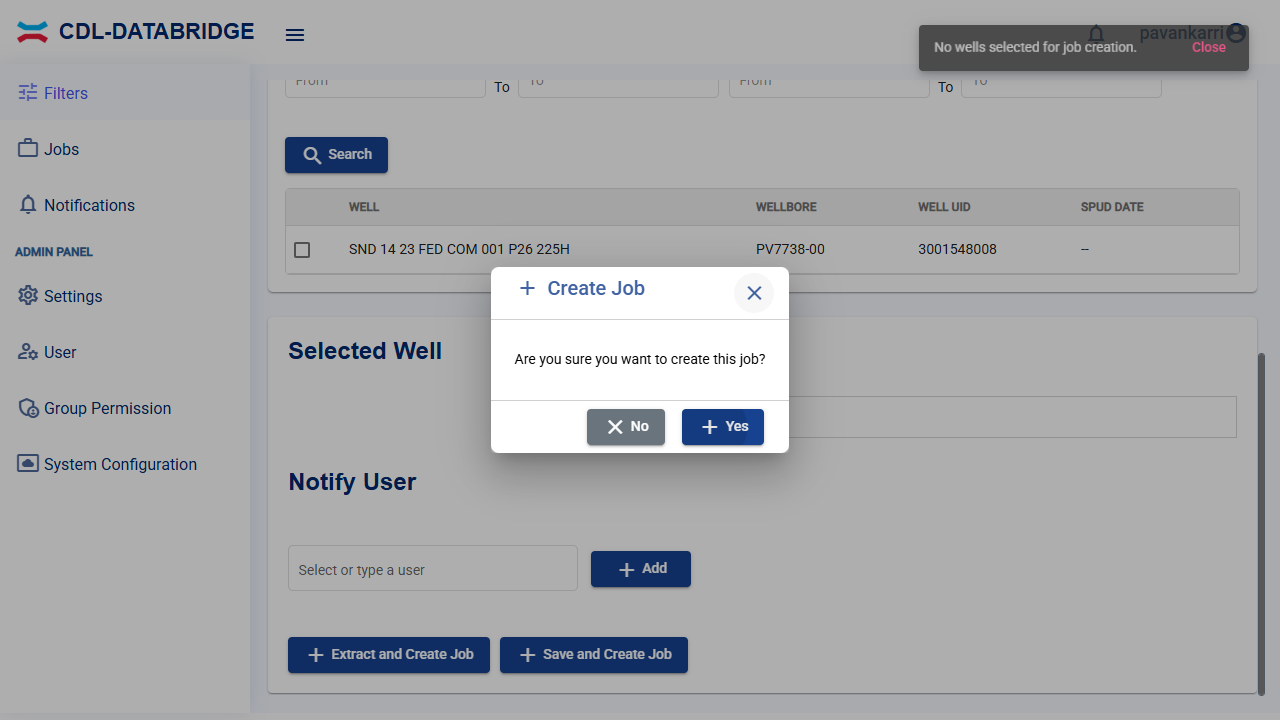 CDL-DATABRIDGE
pavankarri
No wells selected for job creation. Close
Filters
Jobs
Notifications
ADMIN PANEL
Settings
User
Group Permission
System Configuration
From To To From To To
Search
WELL WELLBORE WELL UID SPUD DATE
SND 14 23 FED COM 001 P26 225H PV7738-00 3001548008 --
Create Job
Are you sure you want to create this job?
No Yes
Selected Well
Notify User
Select or type a user Add
Extract and Create Job Save and Create Job